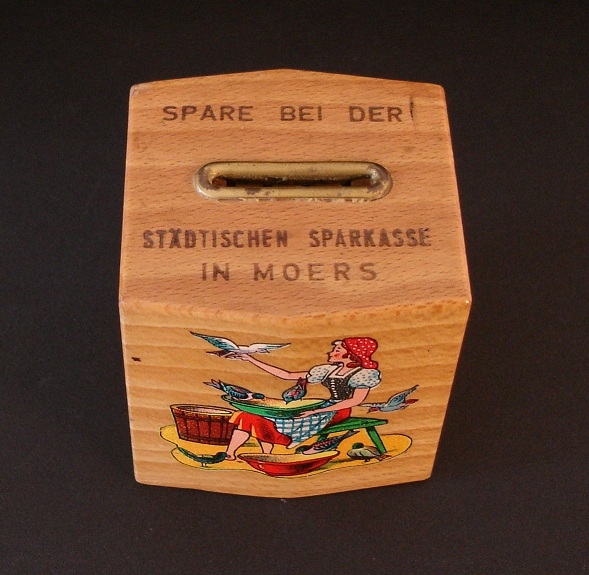 SPARE BEI DER
STÄDTISCHEN SPARKASSE
IN MOERS